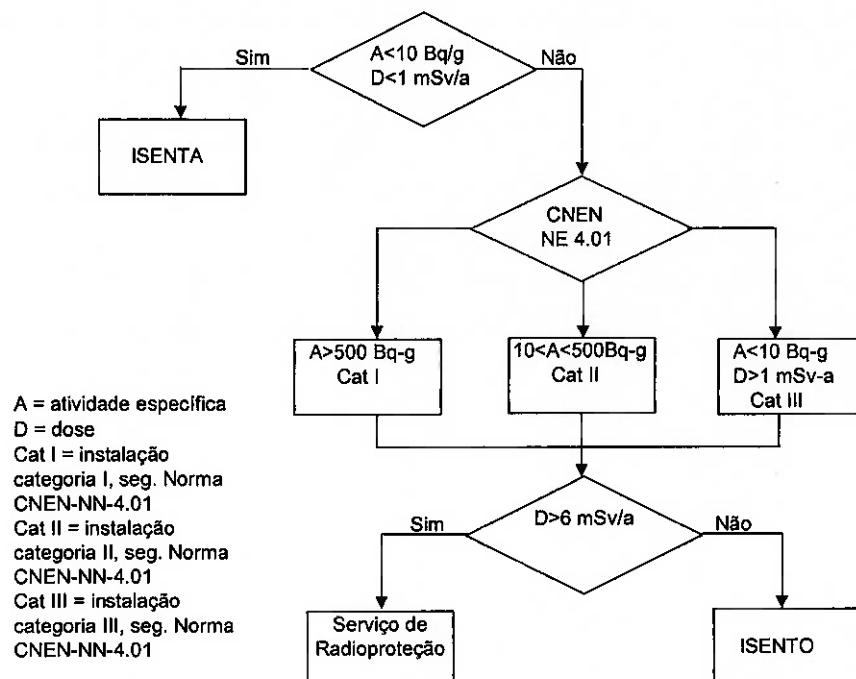 A<10 Bq/g
Sim
Não
D<1 mSv/a
ISENTA
CNEN
NE 4.01
A>500 Bq-g
Cat I
10<A<500Bq-g
Cat II
A<10 Bq-g
D>1 mSv-a
Cat III
A = atividade específica
D = dose
Cat I = instalação
categoria I, seg. Norma
CNEN-NN-4.01
Cat II = instalação
categoria II, seg. Norma
CNEN-NN-4.01
Cat III = instalação
categoria III, seg. Norma
CNEN-NN-4.01
D>6 mSv/a
Sim
Não
Serviço de
Radioproteção
ISENTO